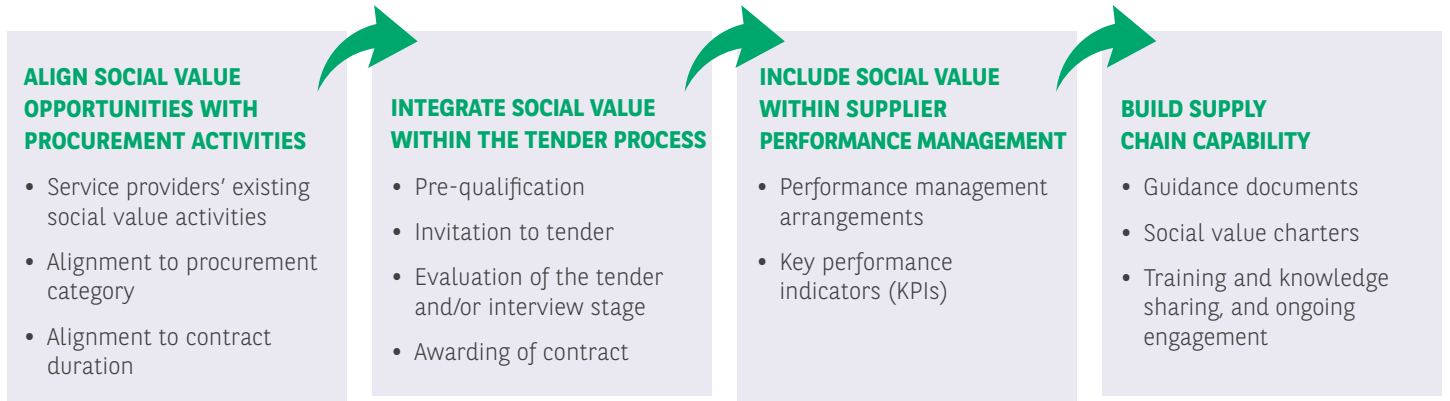 ALIGN SOCIAL VALUE
OPPORTUNITIES WITH
PROCUREMENT ACTIVITIES
• Service providers’ existing
social value activities
• Alignment to procurement
category
• Alignment to contract
duration
INTEGRATE SOCIAL VALUE
WITHIN THE TENDER PROCESS
• Pre-qualification
• Invitation to tender
• Evaluation of the tender
and/or interview stage
• Awarding of contract
INCLUDE SOCIAL VALUE
WITHIN SUPPLIER
PERFORMANCE MANAGEMENT
• Performance management
arrangements
• Key performance
indicators (KPIs)
BUILD SUPPLY
CHAIN CAPABILITY
• Guidance documents
• Social value charters
• Training and knowledge
sharing, and ongoing
engagement